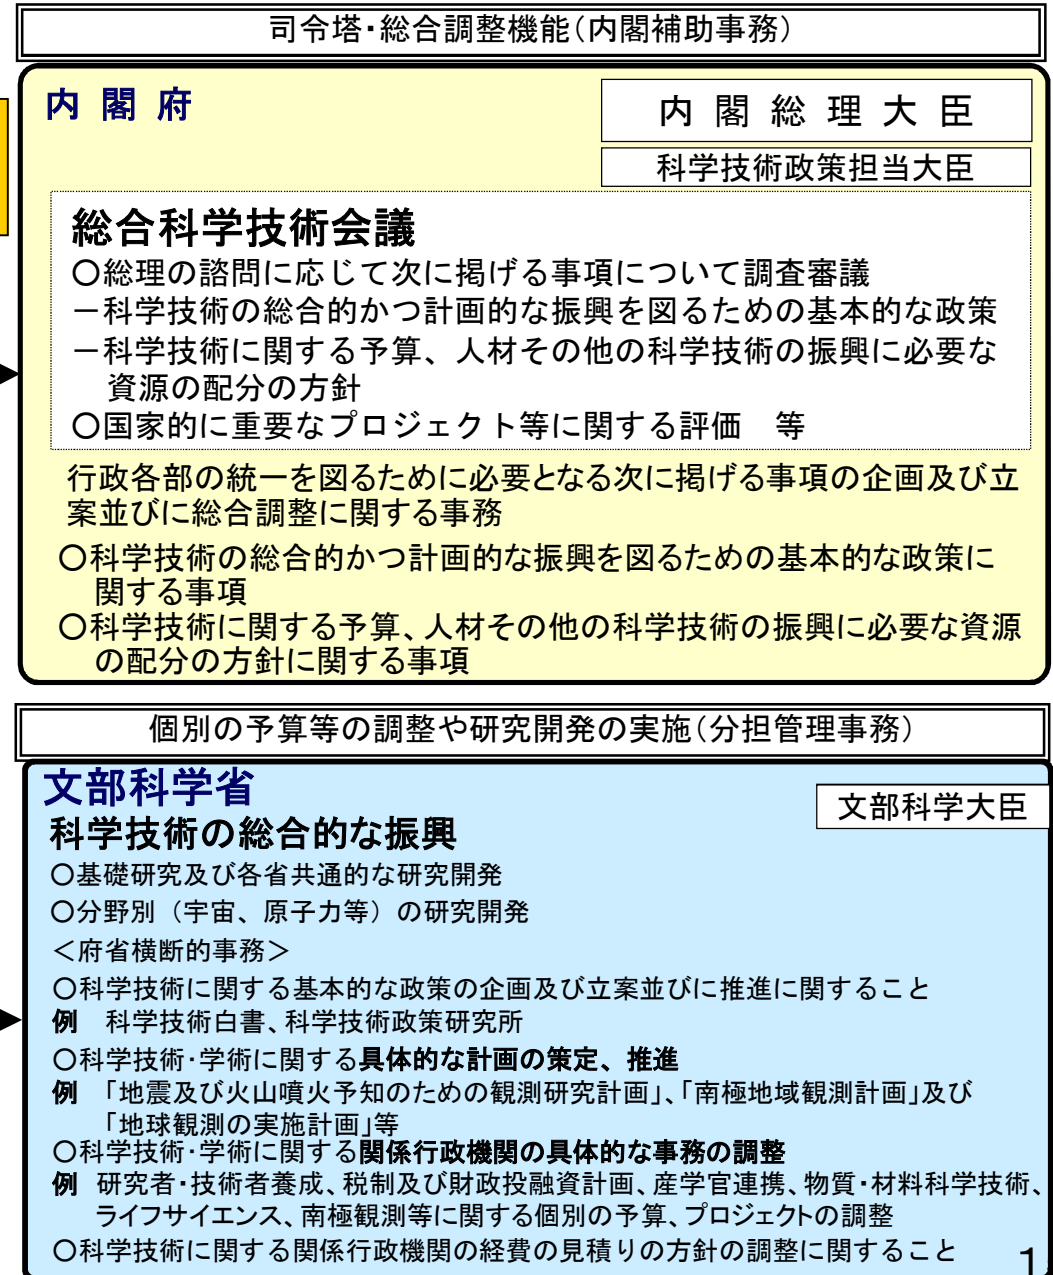 司令塔・総合調整機能（内閣補助事務）
内 閣 府
内 閣 総 理 大 臣
科学技術政策担当大臣
総合科学技術会議
○総理の諮問に応じて次に掲げる事項について調査審議
－科学技術の総合的かつ計画的な振興を図るための基本的な政策
－科学技術に関する予算、人材その他の科学技術の振興に必要な
資源の配分の方針
○国家的に重要なプロジェクト等に関する評価　等
行政各部の統一を図るために必要となる次に掲げる事項の企画及び立
案並びに総合調整に関する事務
○科学技術の総合的かつ計画的な振興を図るための基本的な政策に
関する事項
○科学技術に関する予算、人材その他の科学技術の振興に必要な資源
の配分の方針に関する事項
個別の予算等の調整や研究開発の実施（分担管理事務）
文部科学省
文部科学大臣
科学技術の総合的な振興
○基礎研究及び各省共通的な研究開発
○分野別（宇宙、原子力等）の研究開発
＜府省横断的事務＞
○科学技術に関する基本的な政策の企画及び立案並びに推進に関すること
例　科学技術白書、科学技術政策研究所
○科学技術・学術に関する具体的な計画の策定、推進
例　「地震及び火山噴火予知のための観測研究計画」、「南極地域観測計画」及び
「地球観測の実施計画」等
○科学技術・学術に関する関係行政機関の具体的な事務の調整
例　研究者・技術者養成、税制及び財政投融資計画、産学官連携、物質・材料科学技術、
ライフサイエンス、南極観測等に関する個別の予算、プロジェクトの調整
○科学技術に関する関係行政機関の経費の見積りの方針の調整に関すること
1